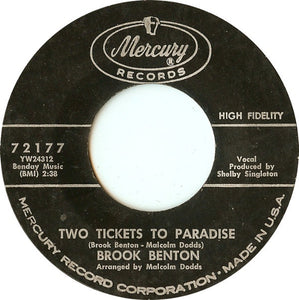 Mercury
RECORDS
HIGH FIDELITY
72177
YW24312
Benday Music
(BMI) 2:38
Vocal
Produced by
Shelby Singleton
TWO TICKETS TO PARADISE
(Brook Benton - Malcolm Dodds)
BROOK BENTON
Arranged by Malcolm Dodds
MERCURY RECORD CORPORATION • MADE IN U.S.A.